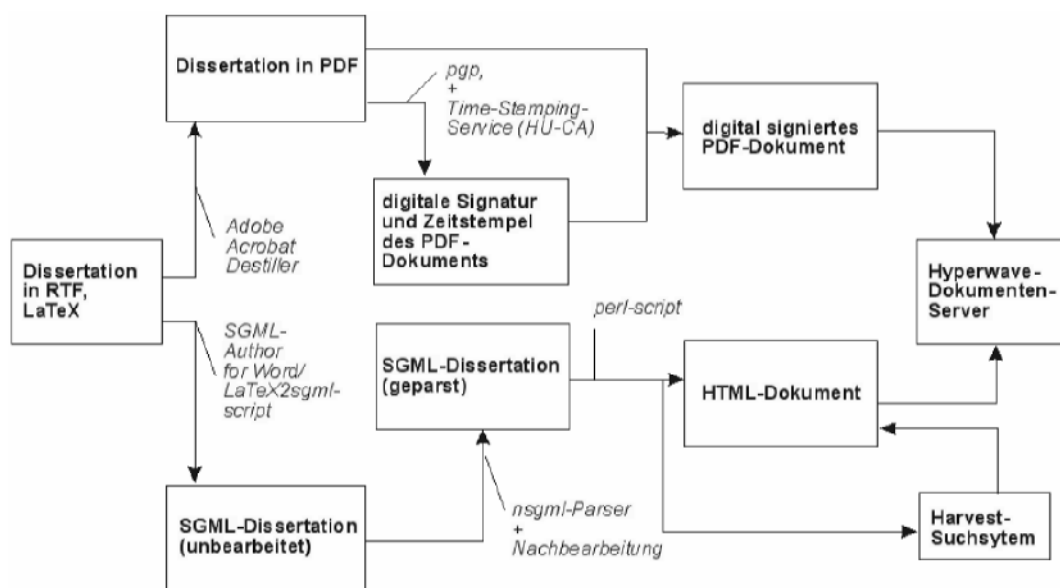 Dissertation in PDF
pgp,
+
Time-Stamping-
Service (HU-CA)
digital signiertes
PDF-Dokument
digitale Signatur
und Zeitstempel
des PDF-
Dokuments
Adobe
Acrobat
Destiller
Dissertation
in RTF,
LaTeX
Hyperwave-
Dokumenten-
Server
SGML-
Author
for Word/
LaTeX2sgml-
script
perl-script
SGML-Dissertation
(geparst)
HTML-Dokument
SGML-Dissertation
(unbearbeitet)
nsgml-Parser
+
Nachbearbeitung
Harvest-
Suchsytem